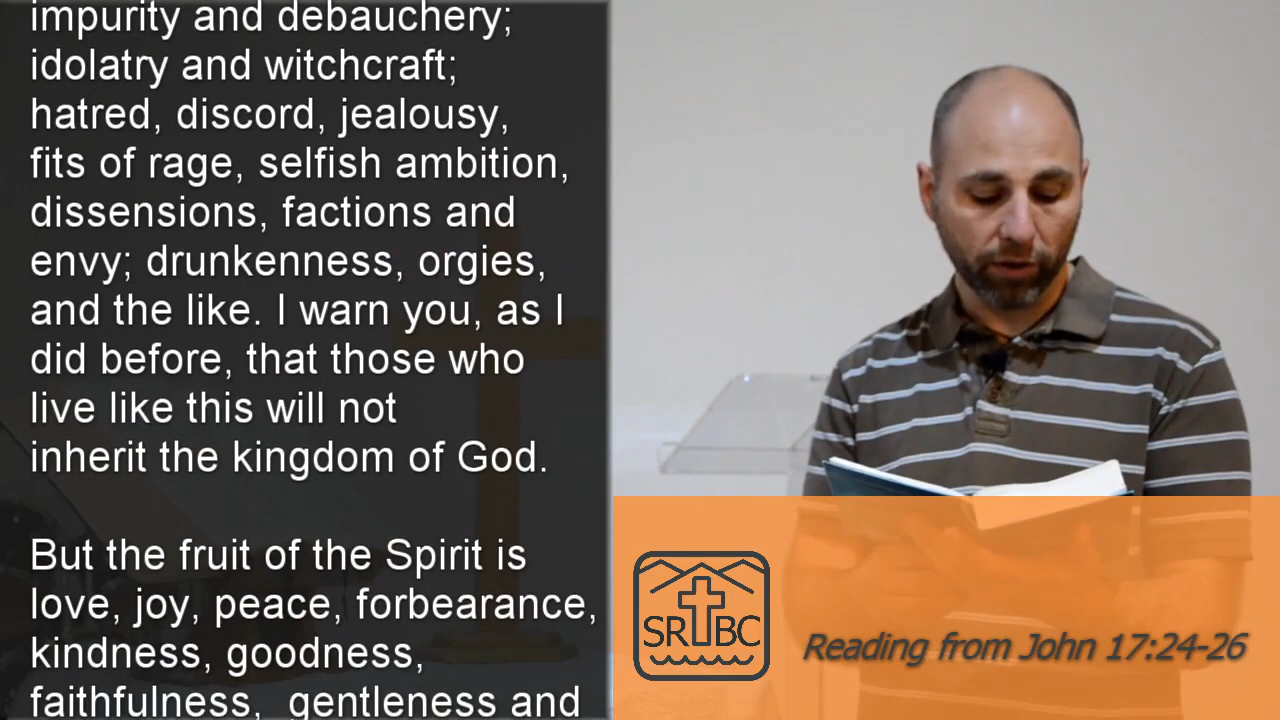 impurity and debauchery;
idolatry and witchcraft;
hatred, discord, jealousy,
fits of rage, selfish ambition,
dissensions, factions and
envy; drunkenness, orgies,
and the like. I warn you, as I
did before, that those who
live like this will not
inherit the kingdom of God.
But the fruit of the Spirit is
love, joy, peace, forbearance,
kindness, goodness,
faithfulness, gentleness and
SR BC
Reading from John 17:24-26